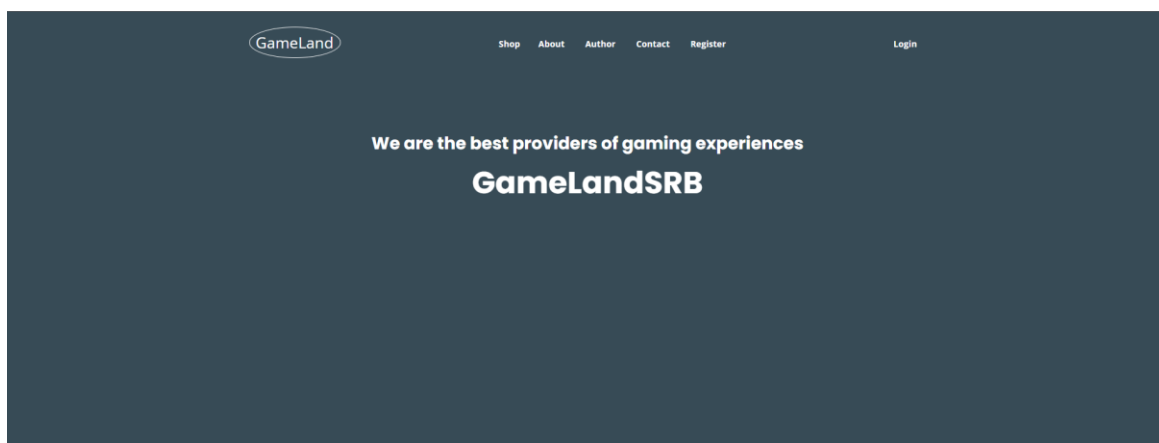 GameLand Shop About Author Contact Register Login
We are the best providers of gaming experiences
GameLandSRB